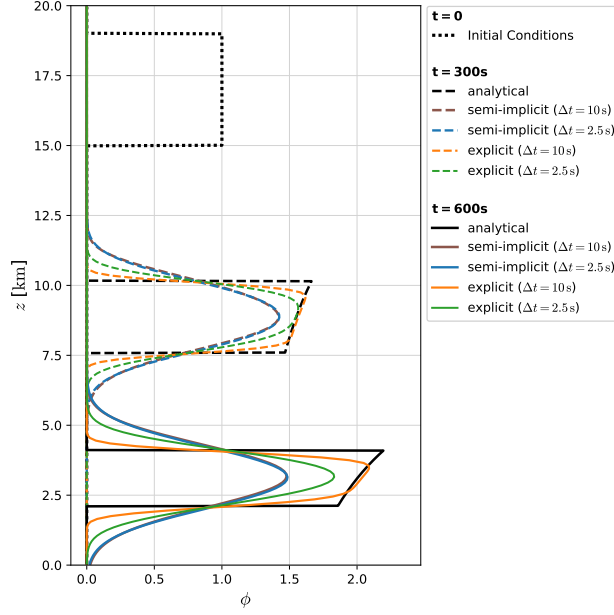 20.0
17.5
15.0
12.5
10.0
7.5
5.0
2.5
0.0
z [km]
0.0 0.5 1.0 1.5 2.0
ϕ
t = 0
Initial Conditions
t = 300s
analytical
semi-implicit (Δt = 10 s)
semi-implicit (Δt = 2.5 s)
explicit (Δt = 10 s)
explicit (Δt = 2.5 s)
t = 600s
analytical
semi-implicit (Δt = 10 s)
semi-implicit (Δt = 2.5 s)
explicit (Δt = 10 s)
explicit (Δt = 2.5 s)